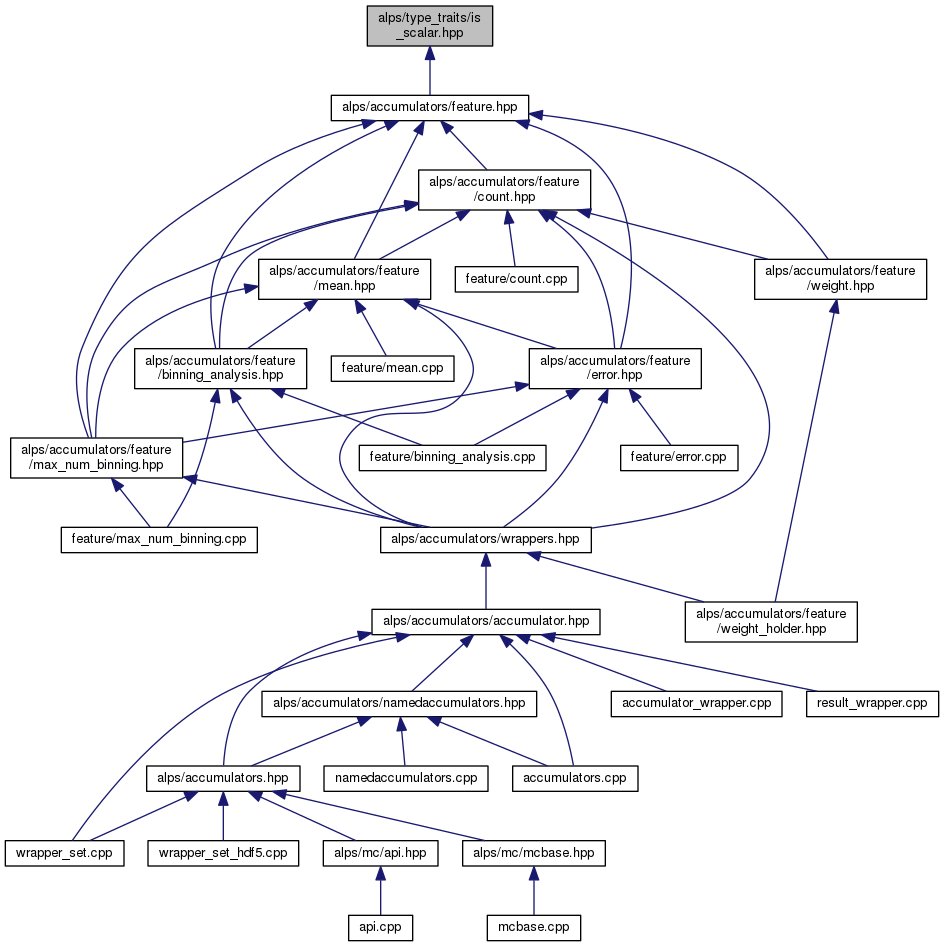 alps/type_traits/is
_scalar.hpp
alps/accumulators/feature.hpp
alps/accumulators/feature
/count.hpp
alps/accumulators/feature
/mean.hpp
feature/count.cpp
alps/accumulators/feature
/weight.hpp
alps/accumulators/feature
/binning_analysis.hpp
feature/mean.cpp
alps/accumulators/feature
/error.hpp
alps/accumulators/feature
/max_num_binning.hpp
feature/binning_analysis.cpp
feature/error.cpp
feature/max_num_binning.cpp
alps/accumulators/wrappers.hpp
alps/accumulators/accumulator.hpp
alps/accumulators/feature
/weight_holder.hpp
alps/accumulators/namedaccumulators.hpp
accumulator_wrapper.cpp
result_wrapper.cpp
alps/accumulators.hpp
namedaccumulators.cpp
accumulators.cpp
wrapper_set.cpp
wrapper_set_hdf5.cpp
alps/mc/api.hpp
alps/mc/mcbase.hpp
api.cpp
mcbase.cpp